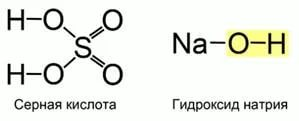 H–O O
S
H–O O
Na–O–H
Серная кислота
Гидроксид натрия